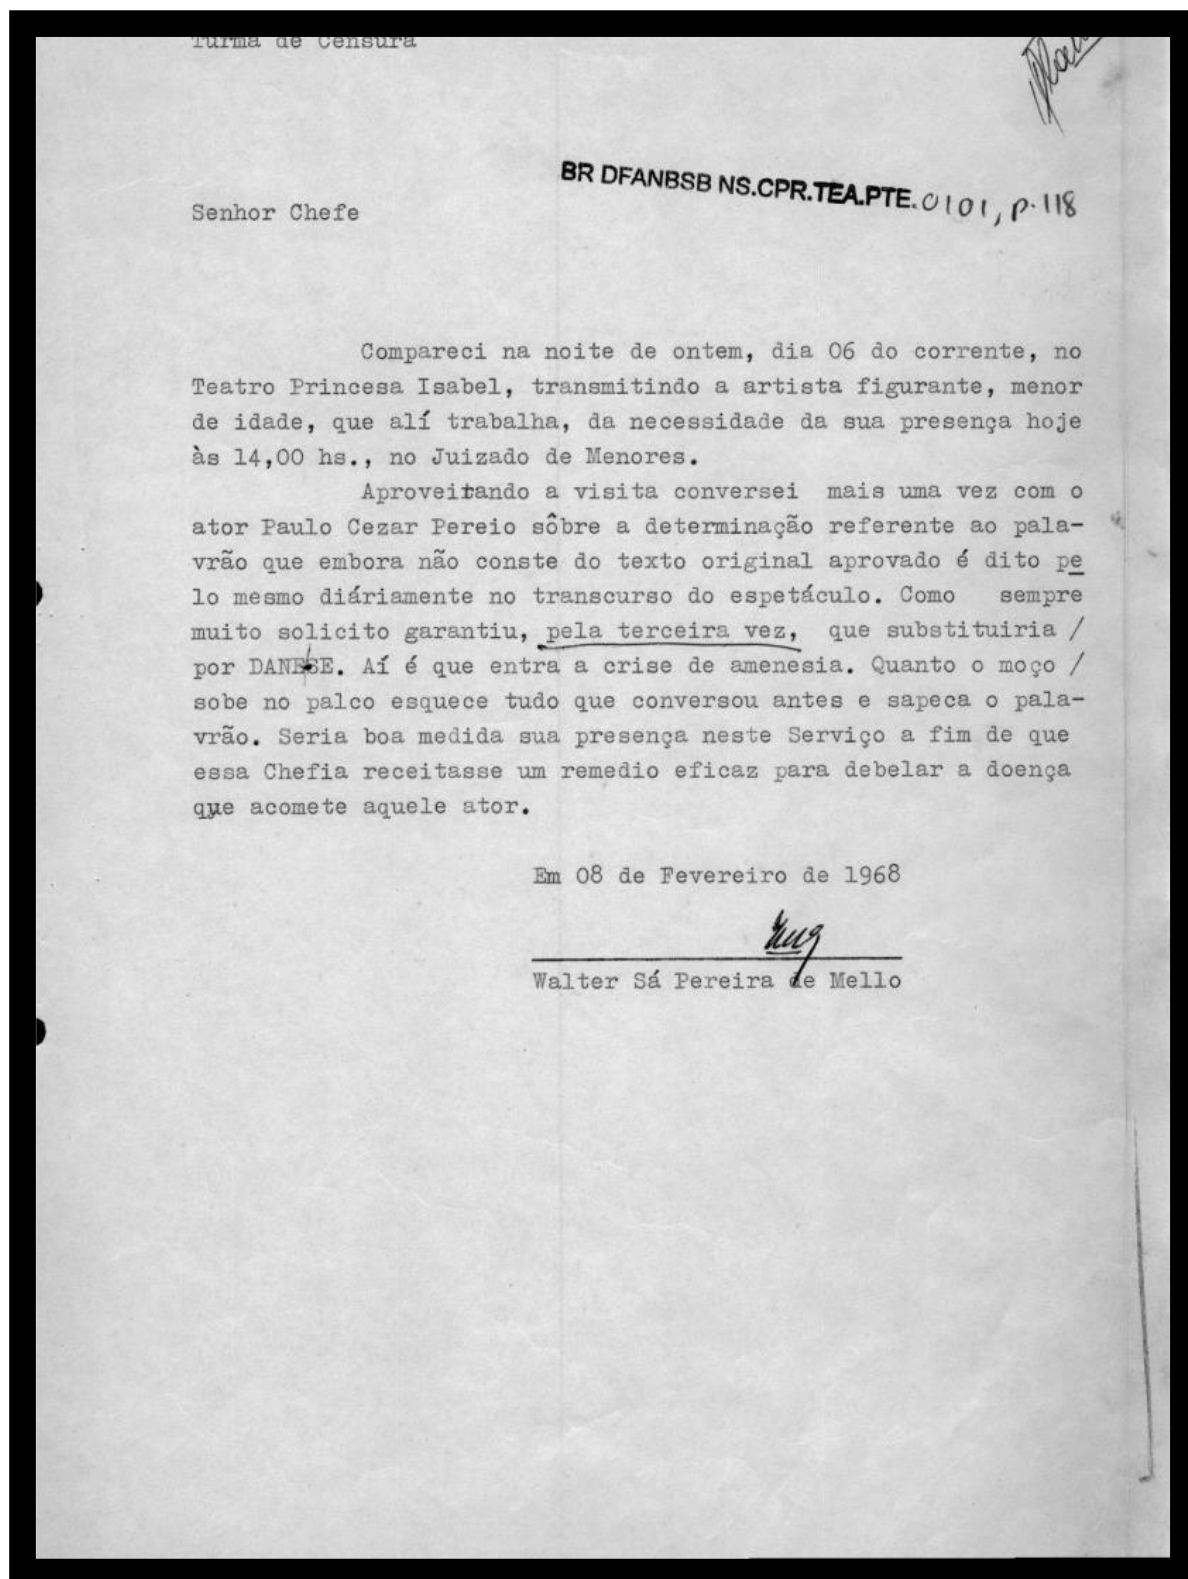 Turma de Censura
BR DFANBSB NS.CPR.TEA.PTE.0101, p.118
Senhor Chefe
Compareci na noite de ontem, dia 06 do corrente, no
Teatro Princesa Isabel, transmitindo a artista figurante, menor
de idade, que alí trabalha, da necessidade da sua presença hoje
às 14,00 hs., no Juizado de Menores.
Aproveitando a visita conversei mais uma vez com o
ator Paulo Cezar Pereio sôbre a determinação referente ao pala-
vrão que embora não conste do texto original aprovado é dito pe
lo mesmo diáriamente no transcurso do espetáculo. Como sempre
muito solicito garantiu, pela terceira vez, que substituiria /
por DANESE. Aí é que entra a crise de amenesia. Quanto o moço /
sobe no palco esquece tudo que conversou antes e sapeca o pala-
vrão. Seria boa medida sua presença neste Serviço a fim de que
essa Chefia receitasse um remedio eficaz para debelar a doença
que acomete aquele ator.
Em 08 de Fevereiro de 1968
Walter Sá Pereira de Mello